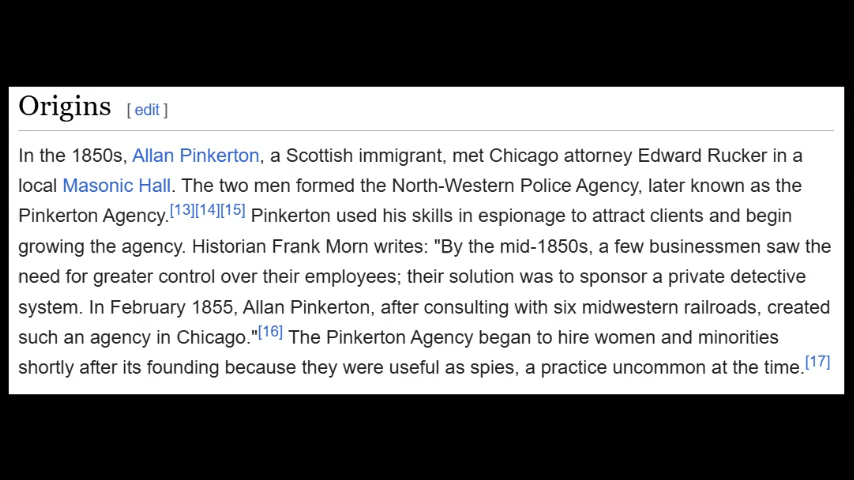 Origins [ edit ]
In the 1850s, Allan Pinkerton, a Scottish immigrant, met Chicago attorney Edward Rucker in a
local Masonic Hall. The two men formed the North-Western Police Agency, later known as the
Pinkerton Agency.[13][14][15] Pinkerton used his skills in espionage to attract clients and begin
growing the agency. Historian Frank Morn writes: "By the mid-1850s, a few businessmen saw the
need for greater control over their employees; their solution was to sponsor a private detective
system. In February 1855, Allan Pinkerton, after consulting with six midwestern railroads, created
such an agency in Chicago."[16] The Pinkerton Agency began to hire women and minorities
shortly after its founding because they were useful as spies, a practice uncommon at the time.[17]